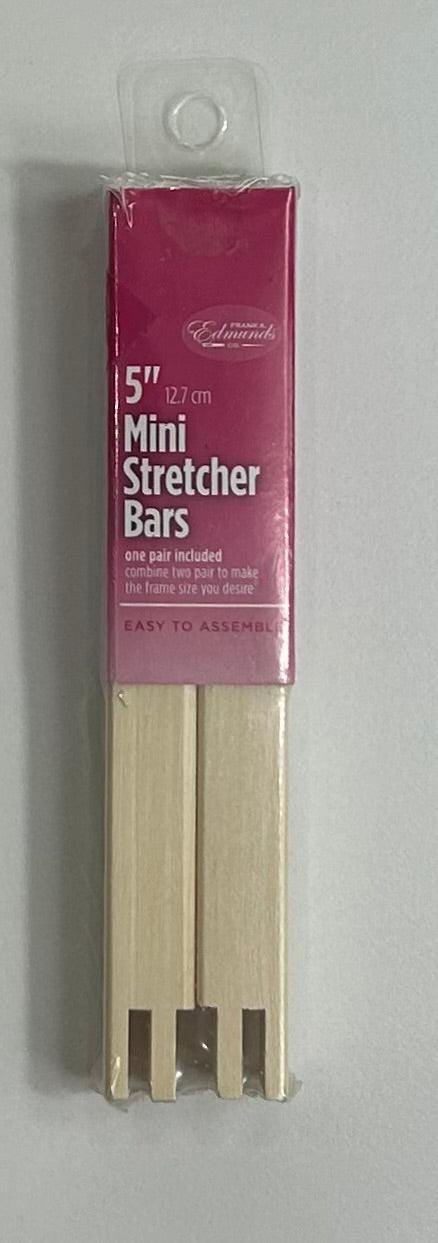 FRANK A.
Edmunds
CO.
5" 12.7 cm
Mini
Stretcher
Bars
one pair included
combine two pair to make
the frame size you desire
EASY TO ASSEMBLE